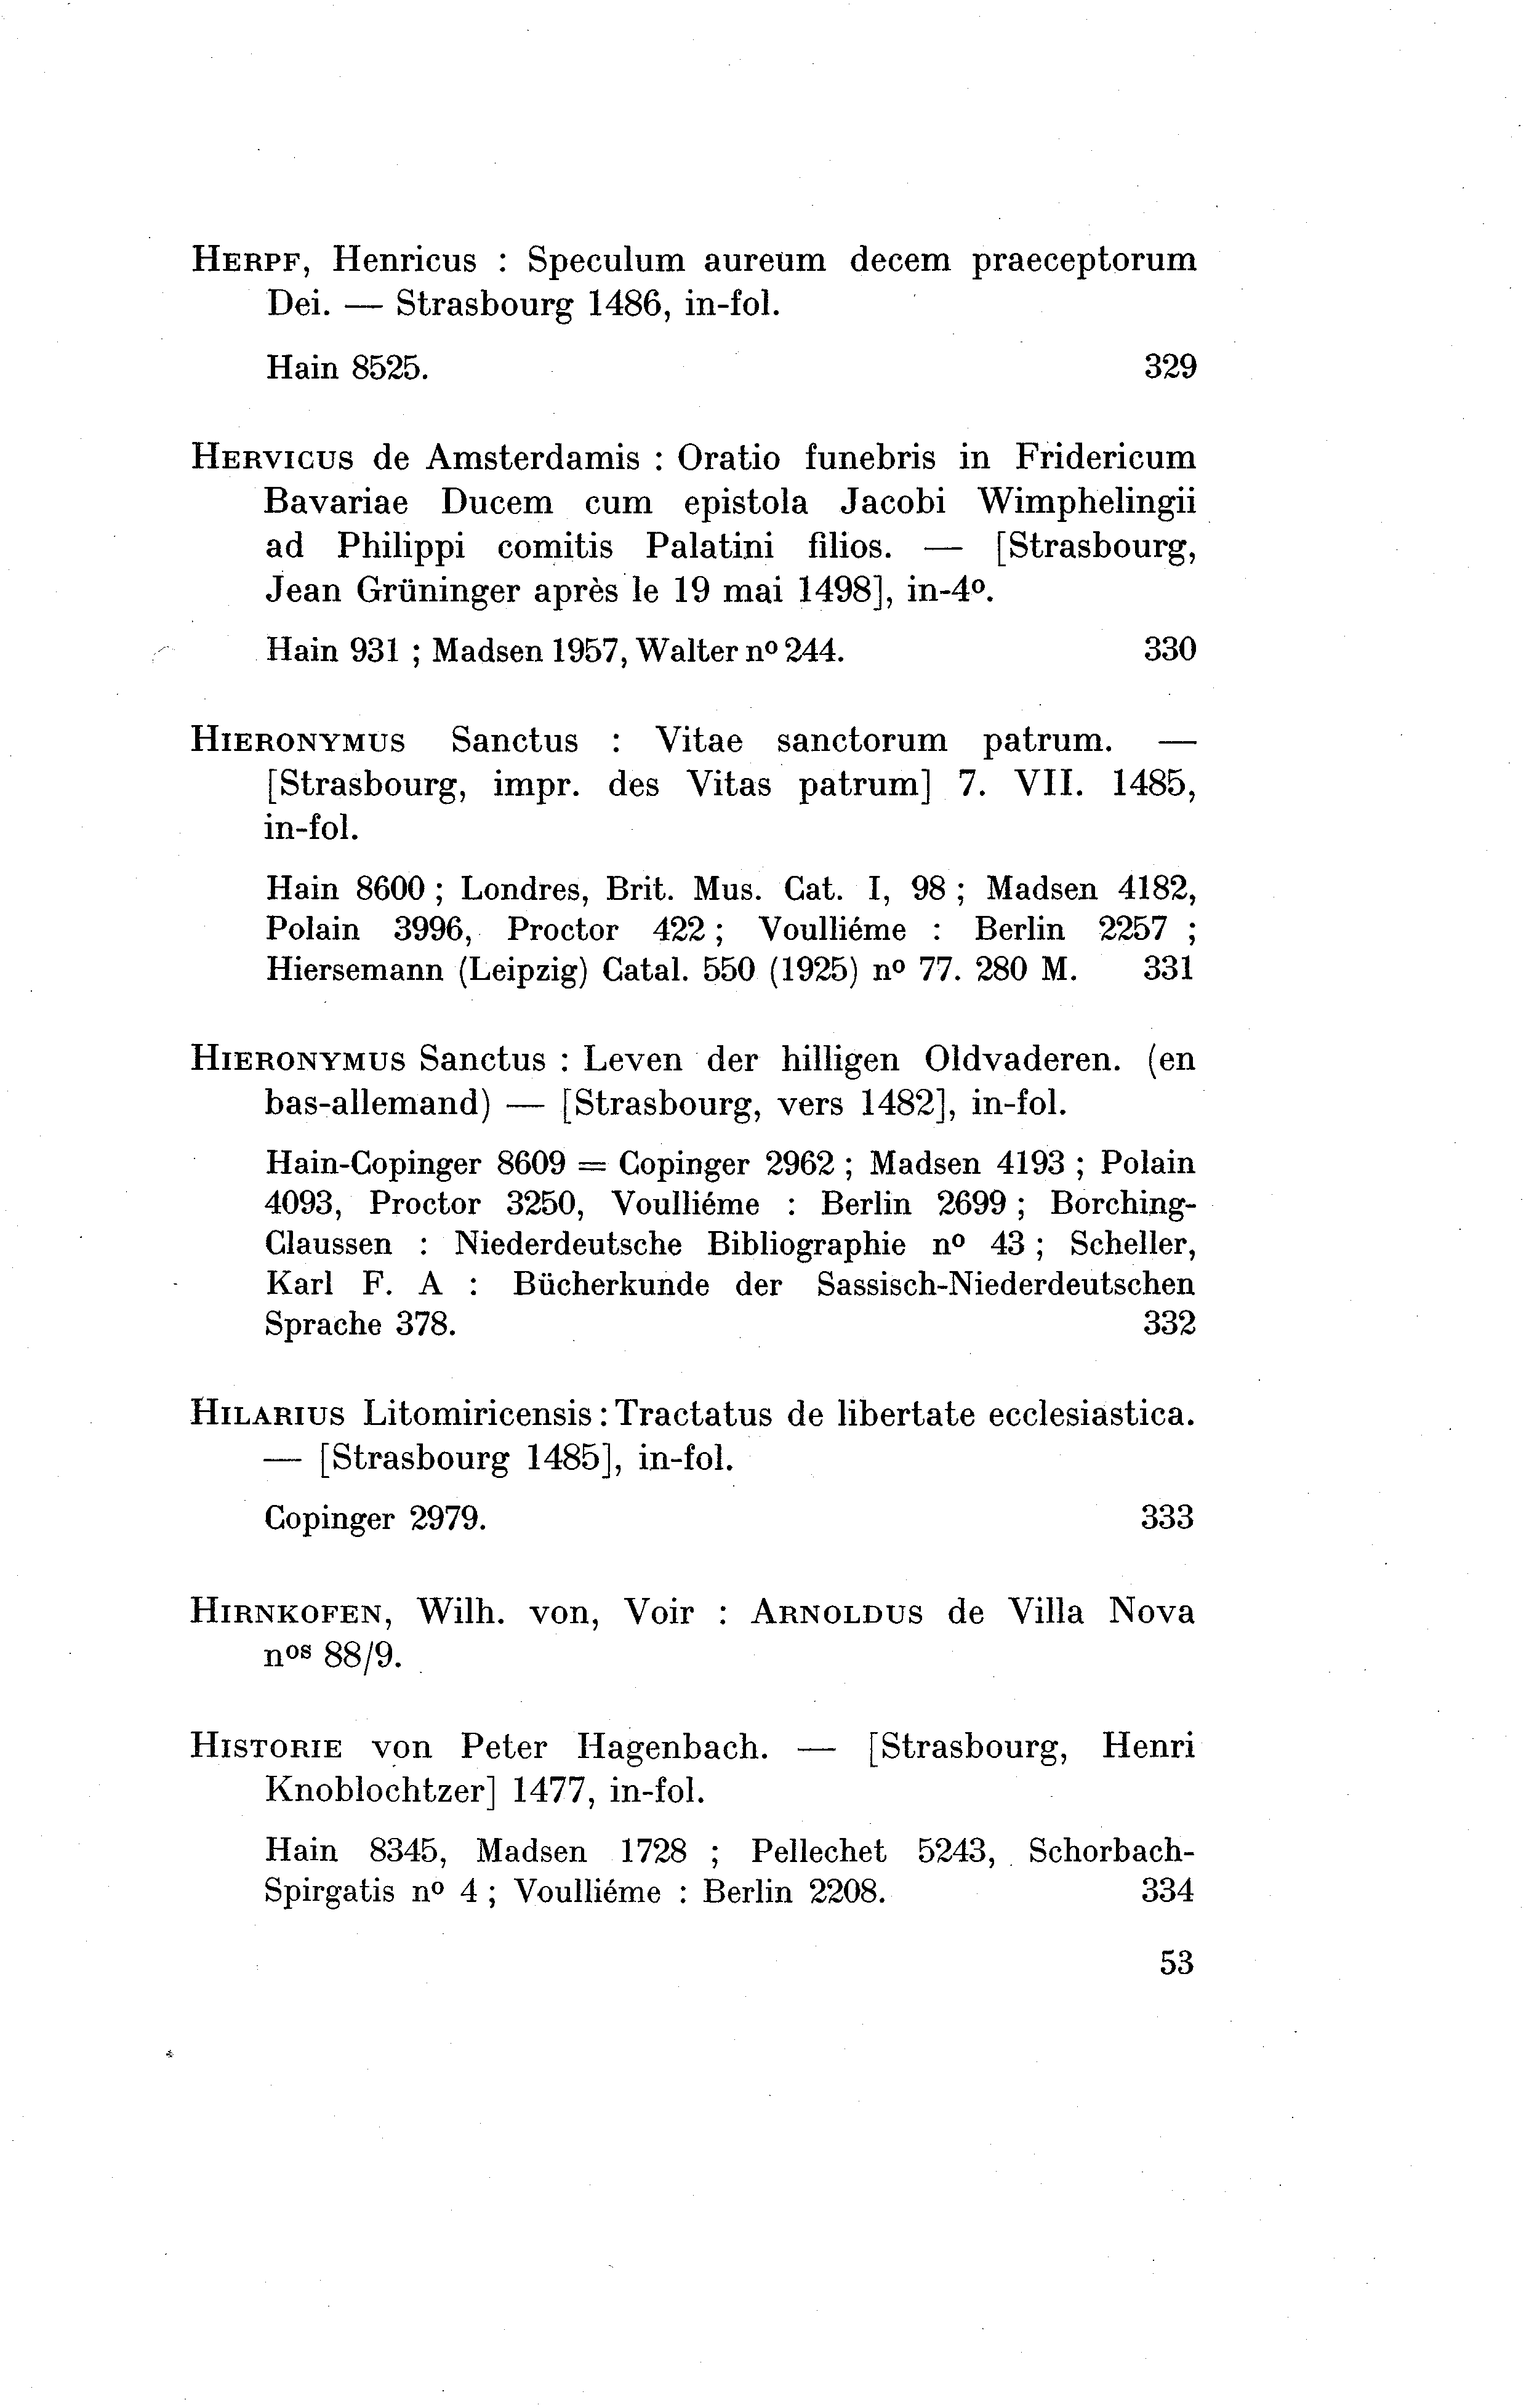 HERPF, Henricus : Speculum aureum decem praeceptorum
Dei. — Strasbourg 1486, in-fol.
Hain 8525. 329
HERVICUS de Amsterdamis : Oratio funebris in Fridericum
Bavariae Ducem cum epistola Jacobi Wimphelingii
ad Philippi comitis Palatini filios. — [Strasbourg,
Jean Grüninger après le 19 mai 1498], in-4º.
Hain 931 ; Madsen 1957, Walter nº 244. 330
HIERONYMUS Sanctus : Vitae sanctorum patrum. —
[Strasbourg, impr. des Vitas patrum] 7. VII. 1485,
in-fol.
Hain 8600 ; Londres, Brit. Mus. Cat. I, 98 ; Madsen 4182,
Polain 3996, Proctor 422 ; Voulliéme : Berlin 2257 ;
Hiersemann (Leipzig) Catal. 550 (1925) nº 77. 280 M. 331
HIERONYMUS Sanctus : Leven der hilligen Oldvaderen. (en
bas-allemand) — [Strasbourg, vers 1482], in-fol.
Hain-Copinger 8609 = Copinger 2962 ; Madsen 4193 ; Polain
4093, Proctor 3250, Voulliéme : Berlin 2699 ; Borching-
Claussen : Niederdeutsche Bibliographie nº 43 ; Scheller,
Karl F. A : Bücherkunde der Sassisch-Niederdeutschen
Sprache 378. 332
HILARIUS Litomiricensis : Tractatus de libertate ecclesiastica.
— [Strasbourg 1485], in-fol.
Copinger 2979. 333
HIRNKOFEN, Wilh. von, Voir : ARNOLDUS de Villa Nova
nos 88/9.
HISTORIE von Peter Hagenbach. — [Strasbourg, Henri
Knoblochtzer] 1477, in-fol.
Hain 8345, Madsen 1728 ; Pellechet 5243, Schorbach-
Spirgatis nº 4 ; Voulliéme : Berlin 2208. 334
53